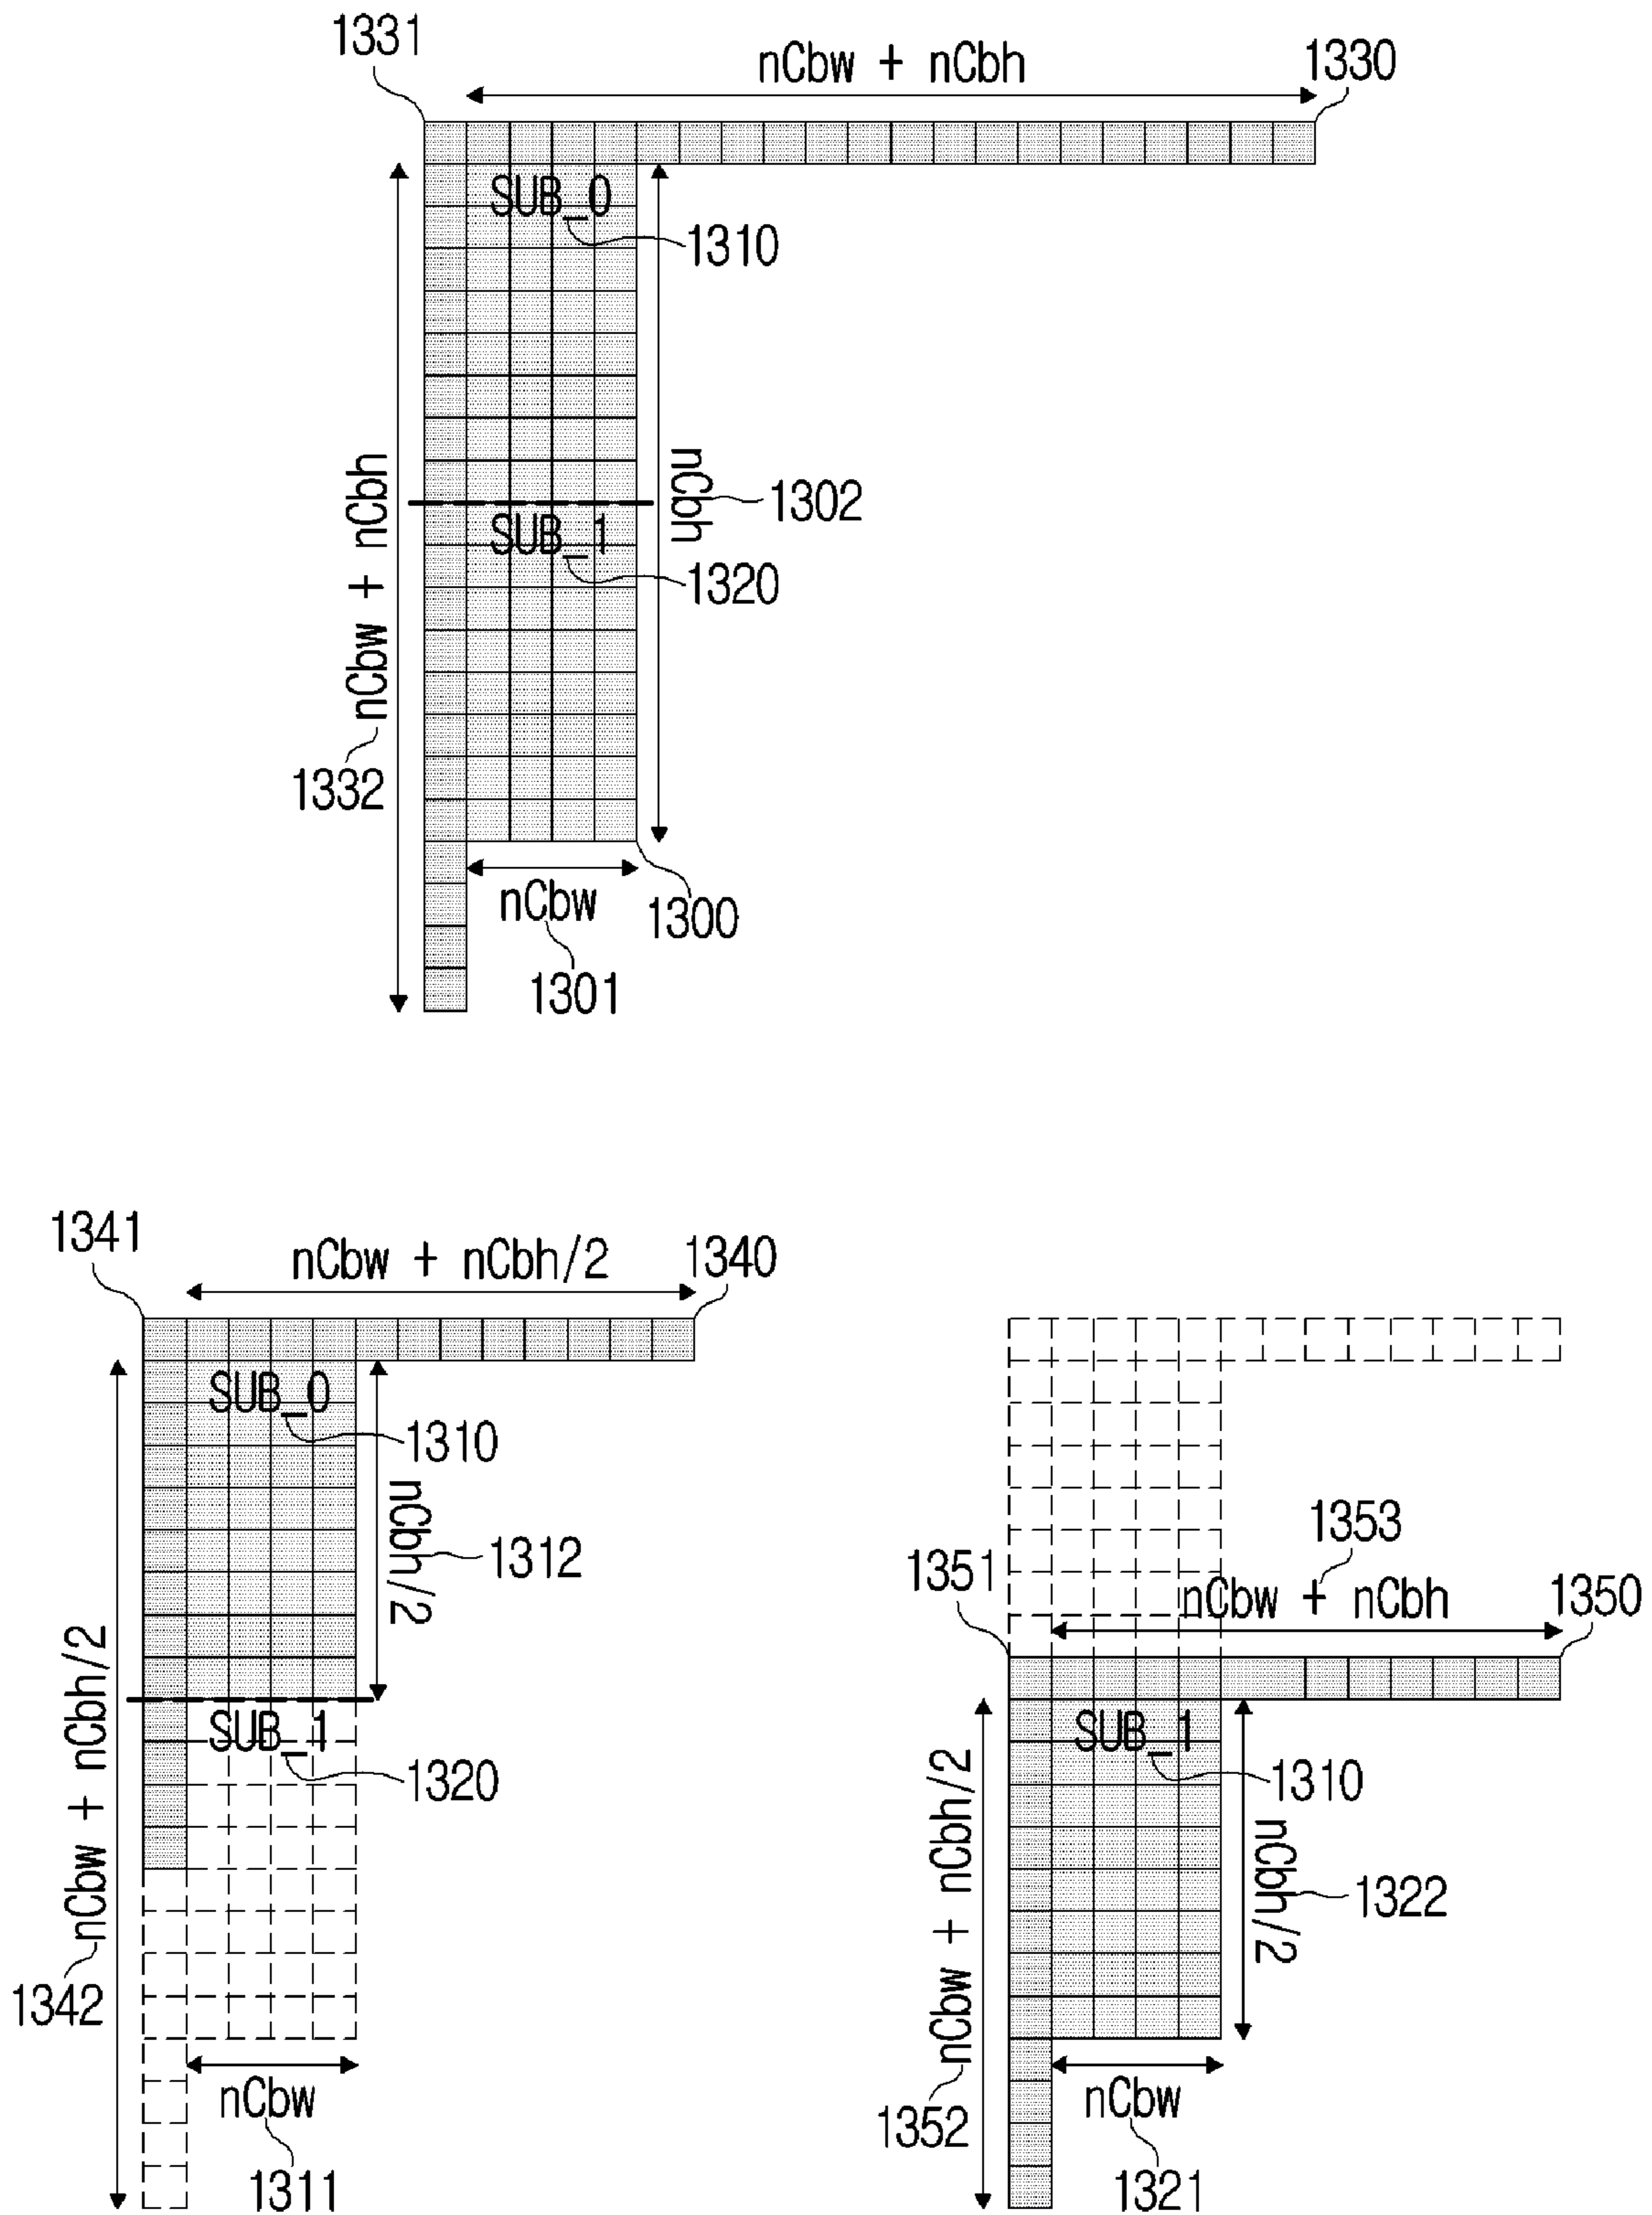 1331
nCbw + nCbh
1330
SUB_0
1310
nCbw + nCbh
1332
nCbh
1302
SUB_1
1320
nCbw
1300
1301
1341
nCbw + nCbh/2
1340
SUB_0
1310
nCbh/2
1312
nCbw + nCbh/2
1342
SUB_1
1320
nCbw
1311
1353
1351
nCbw + nCbh
1350
SUB_1
1310
nCbw + nCbh/2
1352
nCbh/2
1322
nCbw
1321